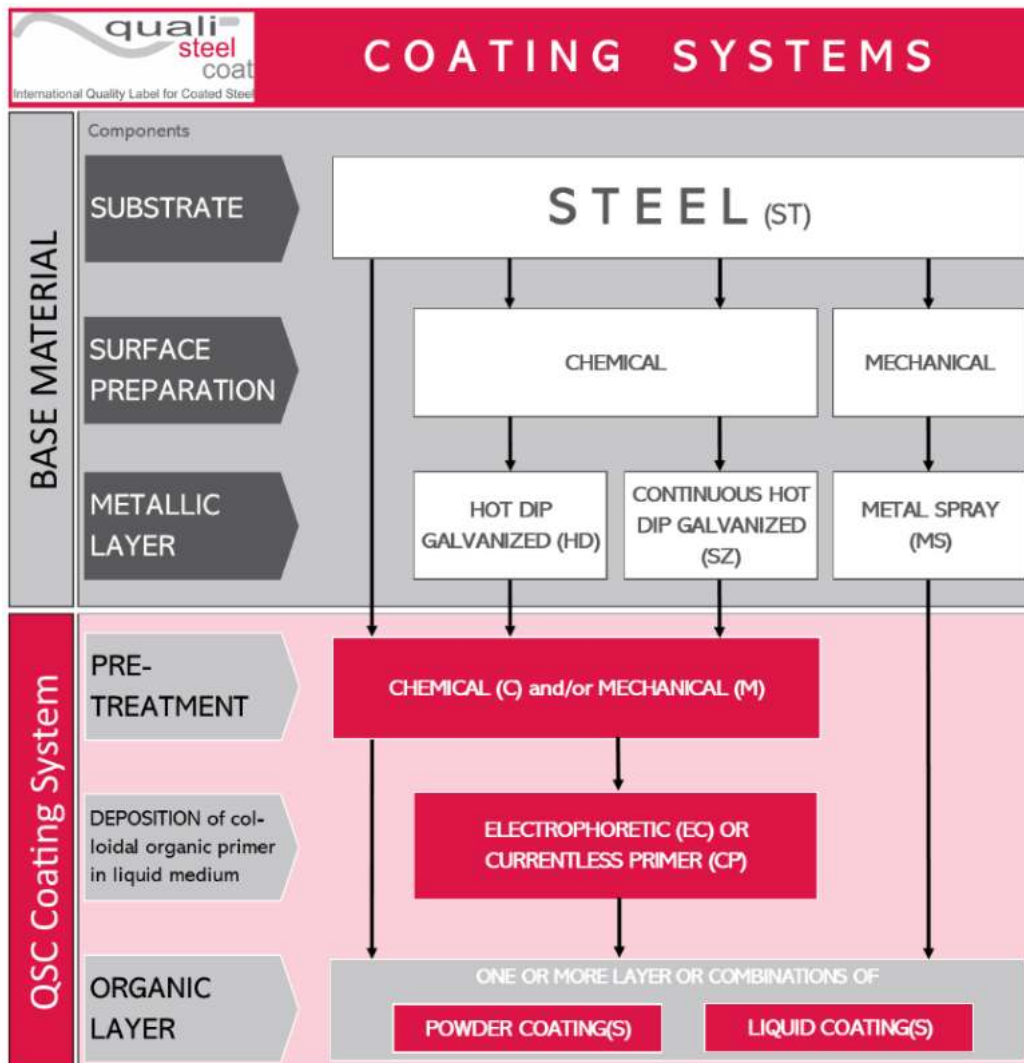 quali
steel
coat
International Quality Label for Coated Steel
COATING SYSTEMS
BASE MATERIAL
Components
SUBSTRATE
STEEL (ST)
SURFACE
PREPARATION
CHEMICAL
MECHANICAL
METALLIC
LAYER
HOT DIP
GALVANIZED (HD)
CONTINUOUS HOT
DIP GALVANIZED
(SZ)
METAL SPRAY
(MS)
QSC Coating System
PRE-
TREATMENT
CHEMICAL (C) and/or MECHANICAL (M)
DEPOSITION of col-
loidal organic primer
in liquid medium
ELECTROPHORETIC (EC) OR
CURRENTLESS PRIMER (CP)
ORGANIC
LAYER
ONE OR MORE LAYER OR COMBINATIONS OF
POWDER COATING(S)
LIQUID COATING(S)